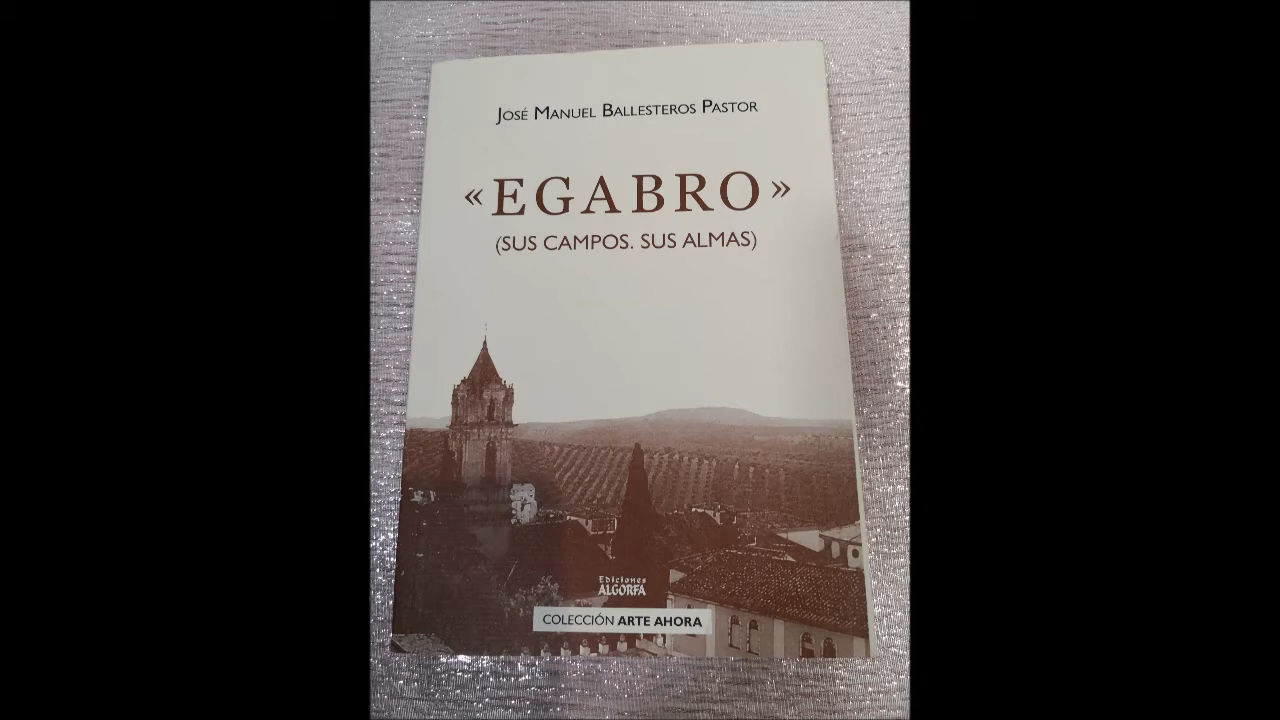 JOSÉ MANUEL BALLESTEROS PASTOR
«EGABRO»
(SUS CAMPOS. SUS ALMAS)
Ediciones
ALGORFA
COLECCIÓN ARTE AHORA